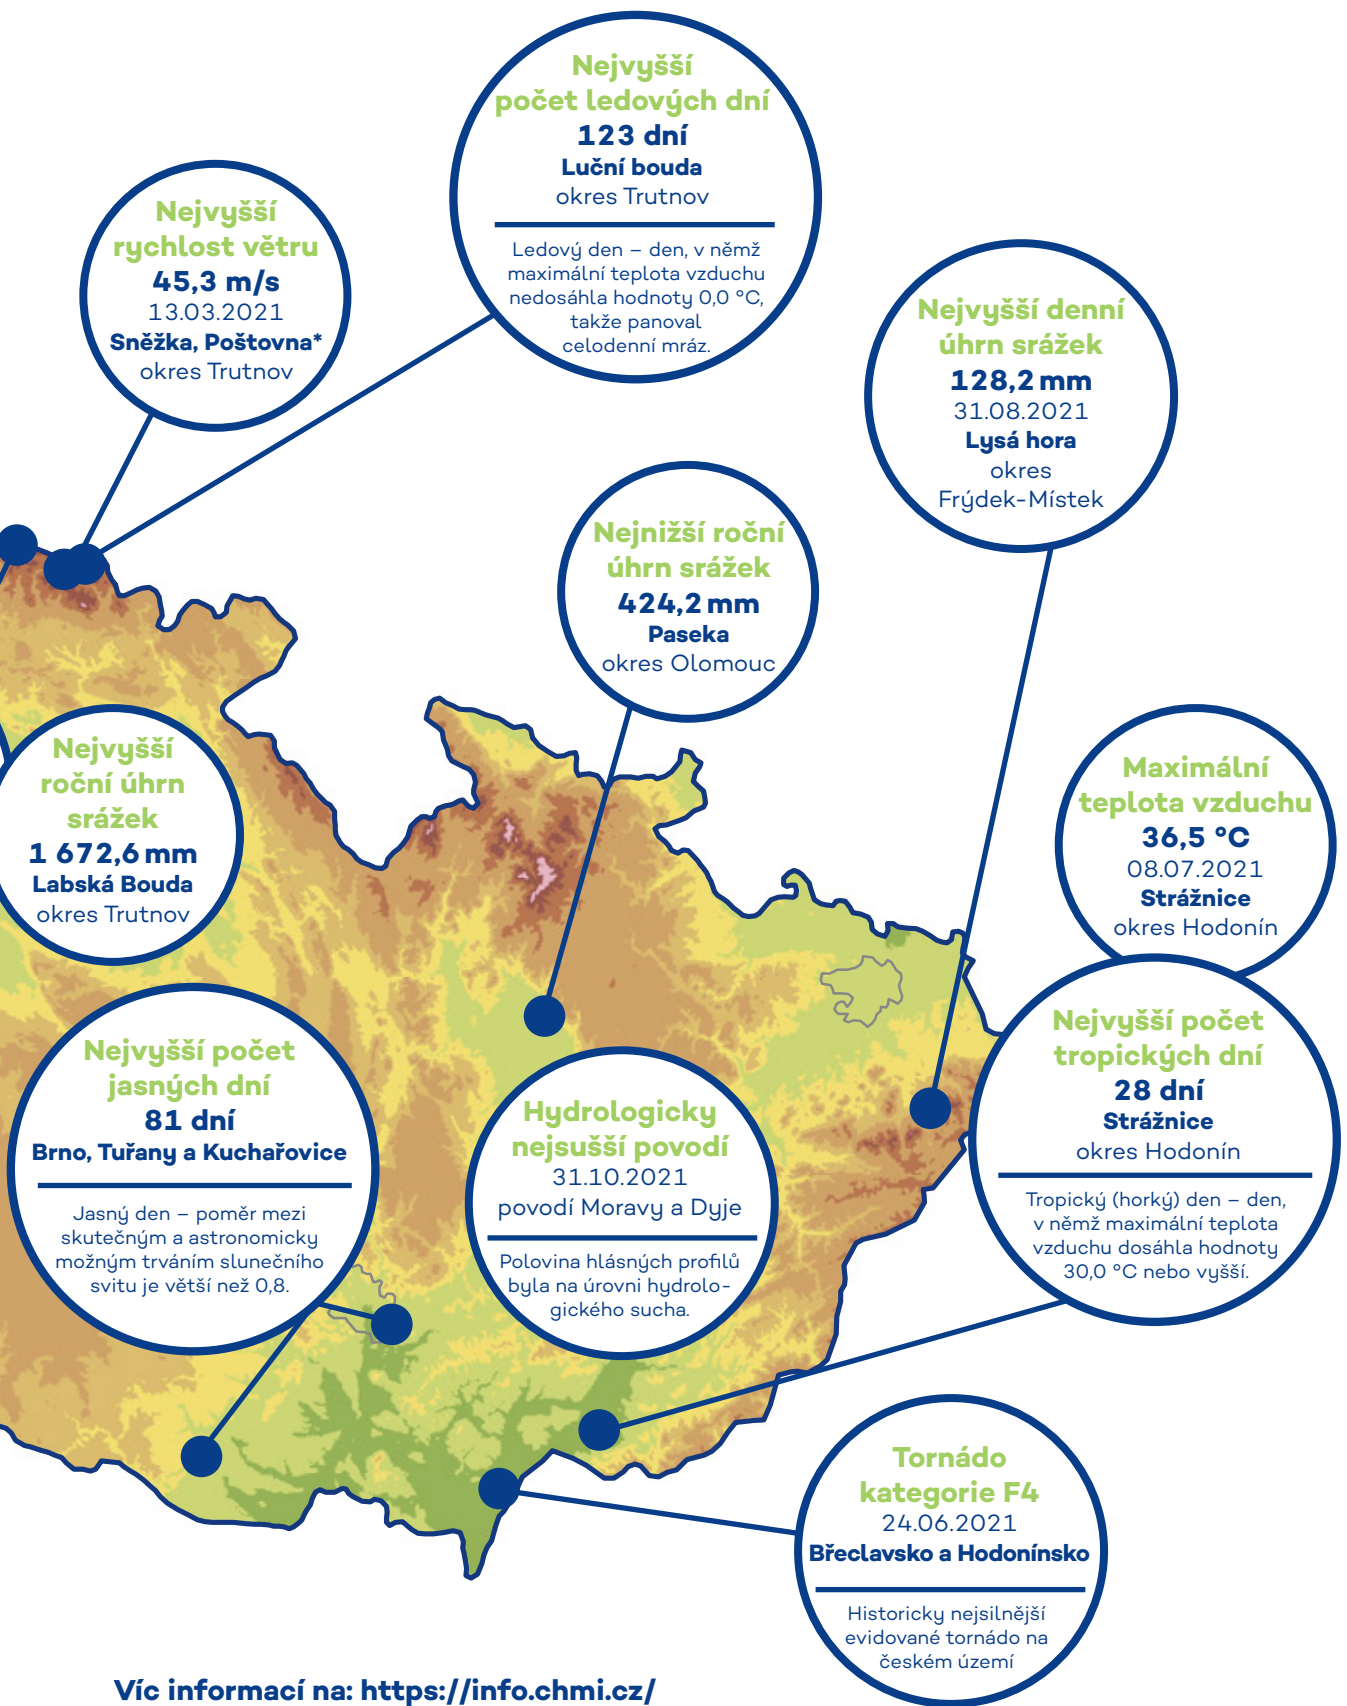 Nejvyšší
počet ledových dní
123 dní
Luční bouda
okres Trutnov
Ledový den – den, v němž
maximální teplota vzduchu
nedosáhla hodnoty 0,0 °C,
takže panoval
celodenní mráz.
Nejvyšší
rychlost větru
45,3 m/s
13.03.2021
Sněžka, Poštovna*
okres Trutnov
Nejvyšší denní
úhrn srážek
128,2 mm
31.08.2021
Lysá hora
okres
Frýdek-Místek
Nejnižší roční
úhrn srážek
424,2 mm
Paseka
okres Olomouc
Nejvyšší
roční úhrn
srážek
1 672,6 mm
Labská Bouda
okres Trutnov
Maximální
teplota vzduchu
36,5 °C
08.07.2021
Strážnice
okres Hodonín
Nejvyšší počet
jasných dní
81 dní
Brno, Tuřany a Kuchařovice
Jasný den – poměr mezi
skutečným a astronomicky
možným trváním slunečního
svitu je větší než 0,8.
Hydrologicky
nejsušší povodí
31.10.2021
povodí Moravy a Dyje
Polovina hlásných profilů
byla na úrovni hydrolo-
gického sucha.
Nejvyšší počet
tropických dní
28 dní
Strážnice
okres Hodonín
Tropický (horký) den – den,
v němž maximální teplota
vzduchu dosáhla hodnoty
30,0 °C nebo vyšší.
Tornádo
kategorie F4
24.06.2021
Břeclavsko a Hodonínsko
Historicky nejsilnější
evidované tornádo na
českém území
Víc informací na: https://info.chmi.cz/